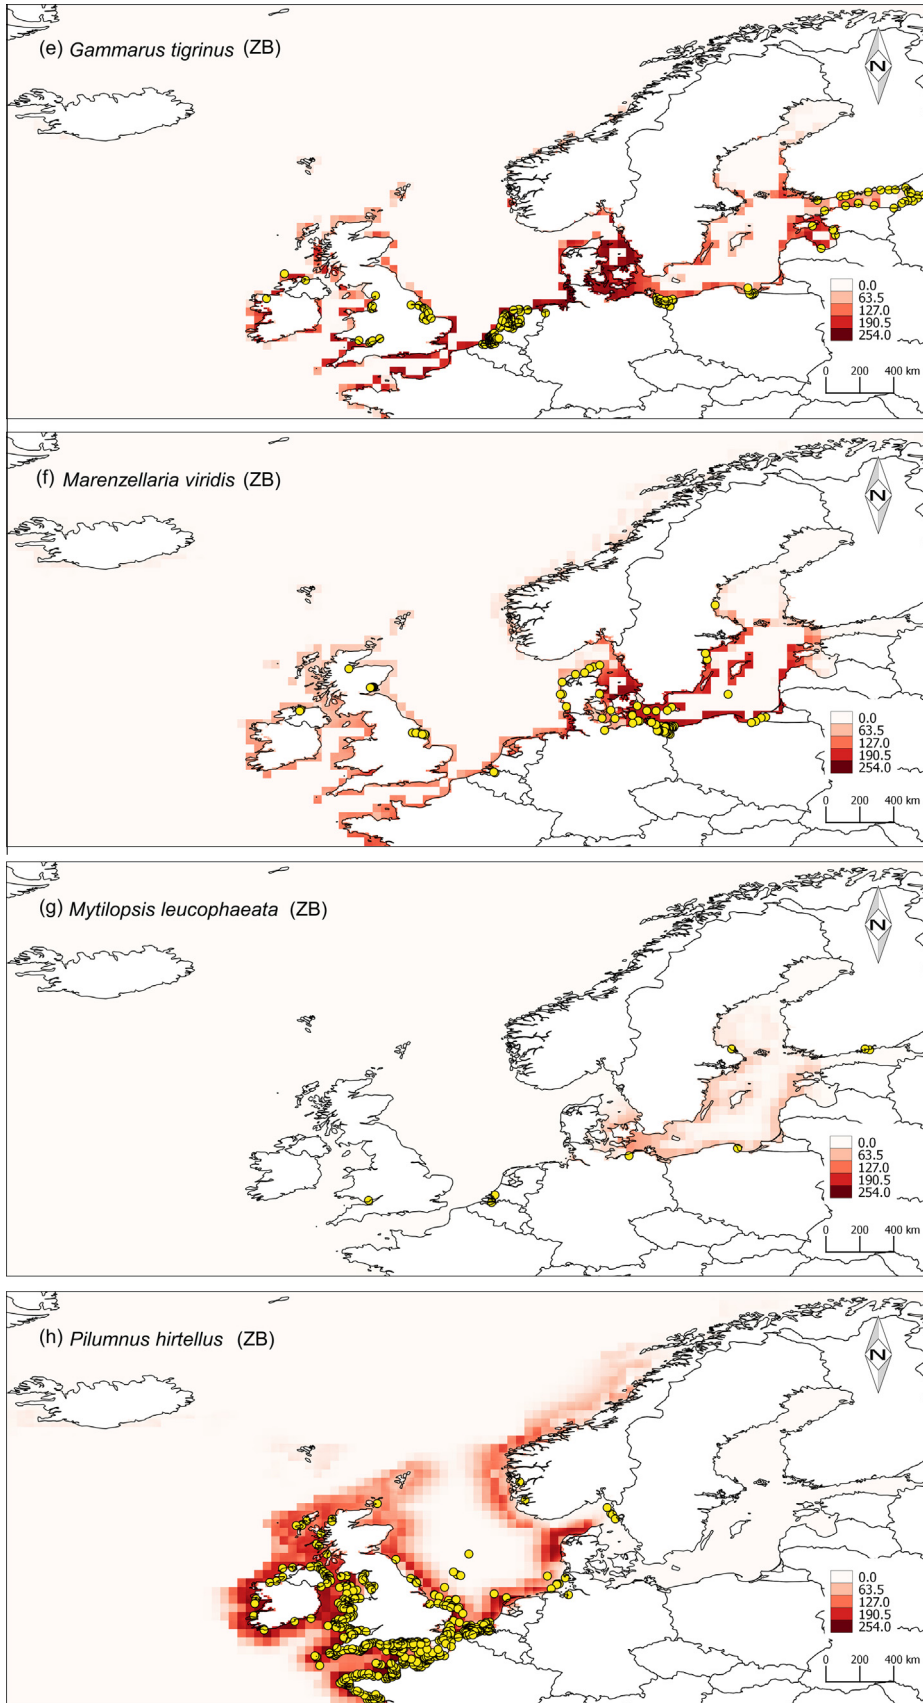 (e) Gammarus tigrinus (ZB)
N
0.0
63.5
127.0
190.5
254.0
0 200 400 km
(f) Marenzellaria viridis (ZB)
N
0.0
63.5
127.0
190.5
254.0
0 200 400 km
(g) Mytilopsis leucophaeata (ZB)
N
0.0
63.5
127.0
190.5
254.0
0 200 400 km
(h) Pilumnus hirtellus (ZB)
N
0.0
63.5
127.0
190.5
254.0
0 200 400 km